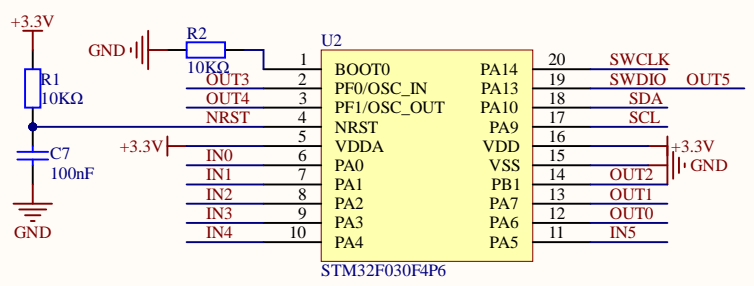 +3.3V
R1
10KΩ
C7
100nF
GND
GND
R2
10KΩ
U2
OUT3
OUT4
NRST
+3.3V
IN0
IN1
IN2
IN3
IN4
1 BOOT0 PA14 20 SWCLK
2 PF0/OSC_IN PA13 19 SWDIO OUT5
3 PF1/OSC_OUT PA10 18 SDA
4 NRST PA9 17 SCL
5 VDDA VDD 16 +3.3V
6 PA0 VSS 15 GND
7 PA1 PB1 14 OUT2
8 PA2 PA7 13 OUT1
9 PA3 PA6 12 OUT0
10 PA4 PA5 11 IN5
STM32F030F4P6